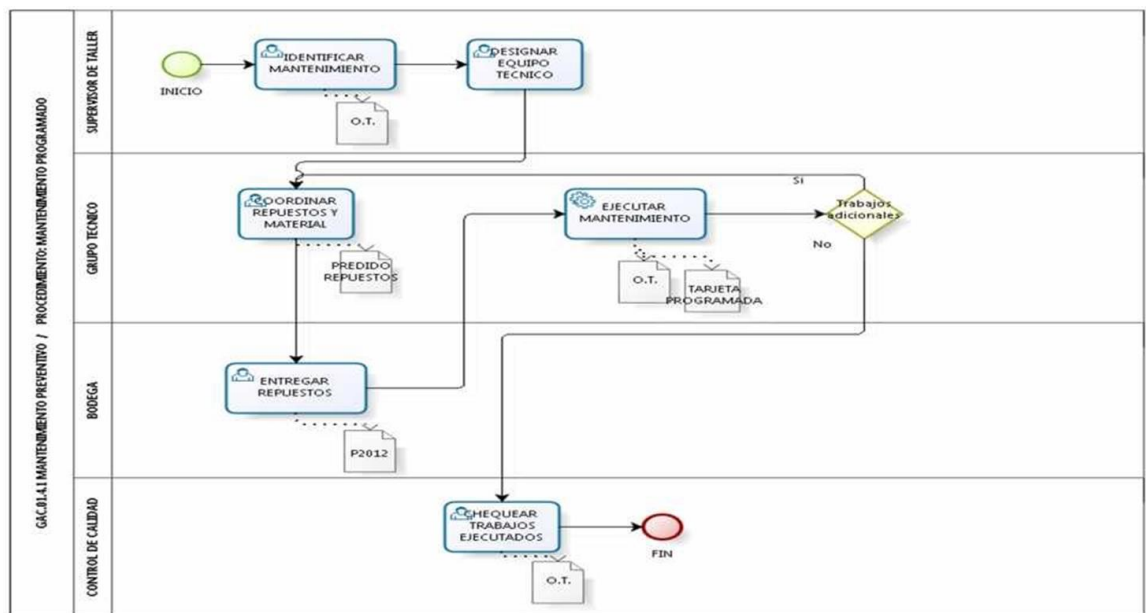 GAC.01.4.1 MANTENIMIENTO PREVENTIVO / PROCEDIMIENTO: MANTENIMIENTO PROGRAMADO
SUPERVISOR DE TALLER
INICIO
IDENTIFICAR
MANTENIMIENTO
O.T.
DESIGNAR
EQUIPO
TECNICO
GRUPO TECNICO
COORDINAR
REPUESTOS Y
MATERIAL
PREDIDO
REPUESTOS
EJECUTAR
MANTENIMIENTO
O.T.
TARJETA
PROGRAMADA
Si
Trabajos
adicionales
No
BODEGA
ENTREGAR
REPUESTOS
P2012
CONTROL DE CALIDAD
CHEQUEAR
TRABAJOS
EJECUTADOS
O.T.
FIN